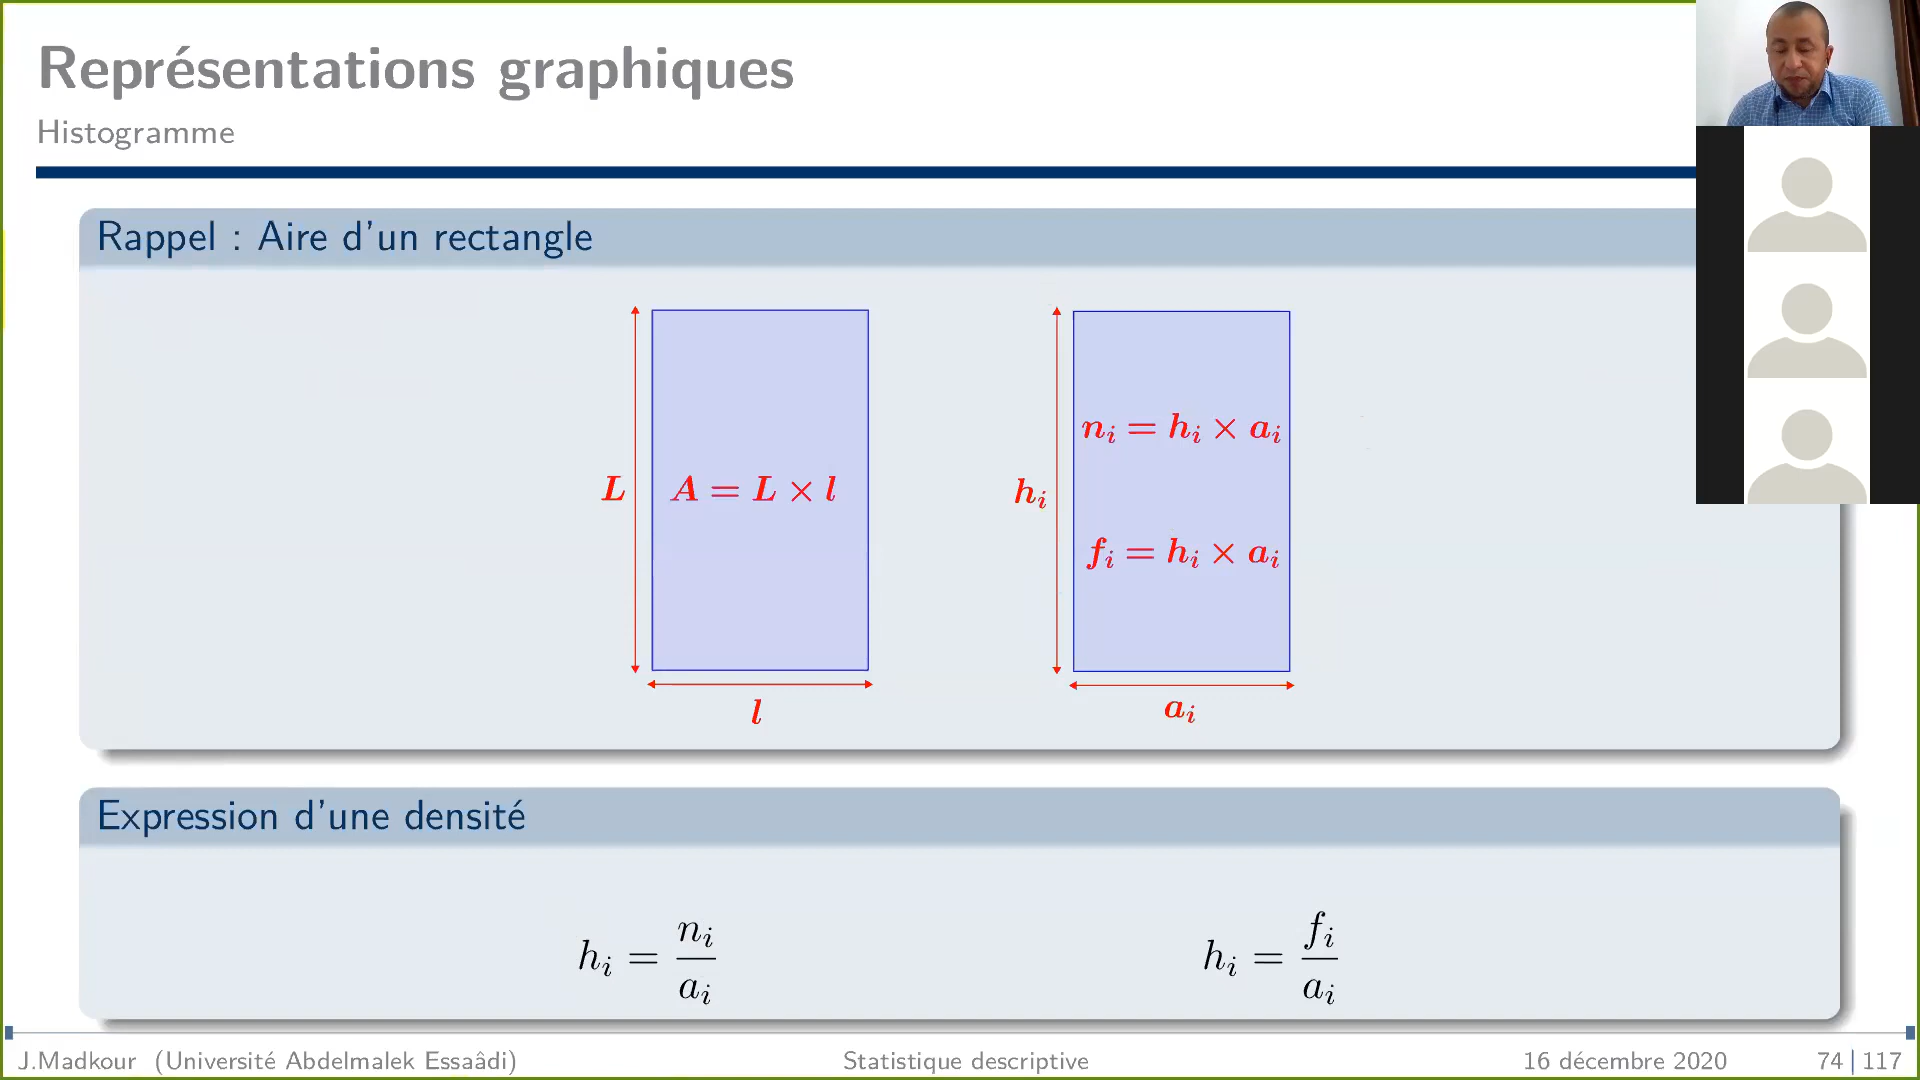 Représentations graphiques
Histogramme
Rappel : Aire d'un rectangle
L
A = L × l
l
h_i
n_i = h_i × a_i
f_i = h_i × a_i
a_i
Expression d'une densité
h_i = n_i / a_i
h_i = f_i / a_i
J.Madkour (Université Abdelmalek Essaâdi)
Statistique descriptive
16 décembre 2020
74 | 117